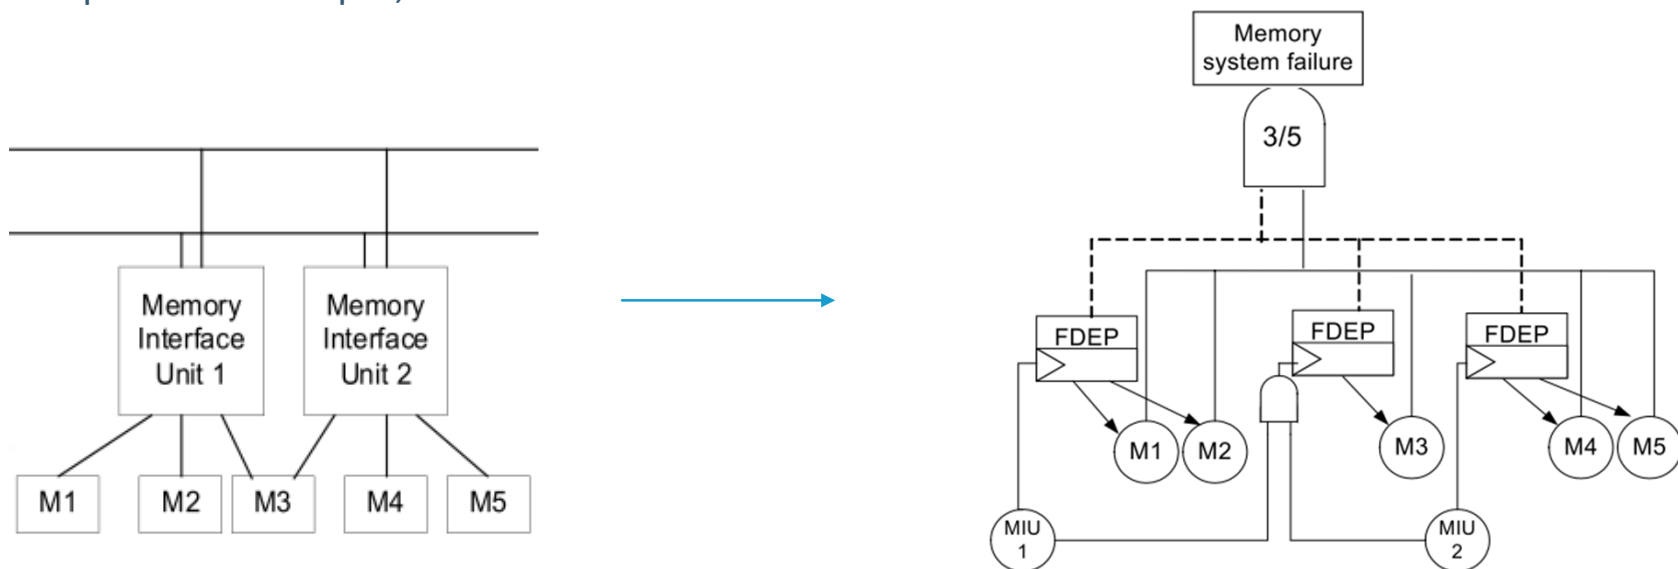 Memory
system failure
3/5
Memory
Interface
Unit 1
Memory
Interface
Unit 2
M1
M2
M3
M4
M5
FDEP
FDEP
FDEP
M1
M2
M3
M4
M5
MIU
1
MIU
2